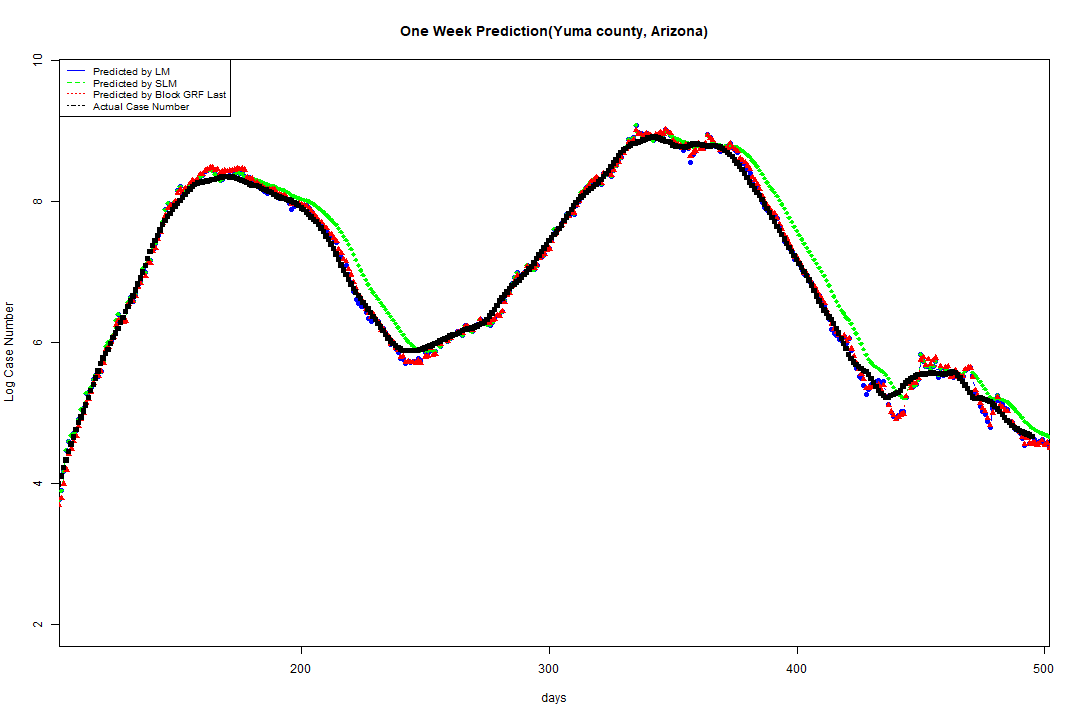 One Week Prediction(Yuma county, Arizona)
Predicted by LM
Predicted by SLM
Predicted by Block GRF Last
Actual Case Number
Log Case Number
10
8
6
4
2
200
300
400
500
days